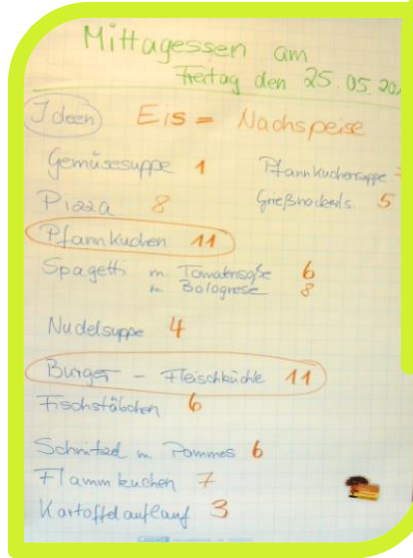 Mittagessen am
Freitag den 25.05.20
Ideen Eis = Nachspeise
Gemüsesuppe 1 Pfannkuchensuppe
Pizza 8 Grießnockerls. 5
Pfannkuchen 11
Spagetti m. Tomatensoße 6
m. Bolognese 8
Nudelsuppe 4
Burger - Fleischküchle 11
Fischstäbchen 6
Schnitzel m. Pommes 6
Flammkuchen 7
Kartoffelauflauf 3